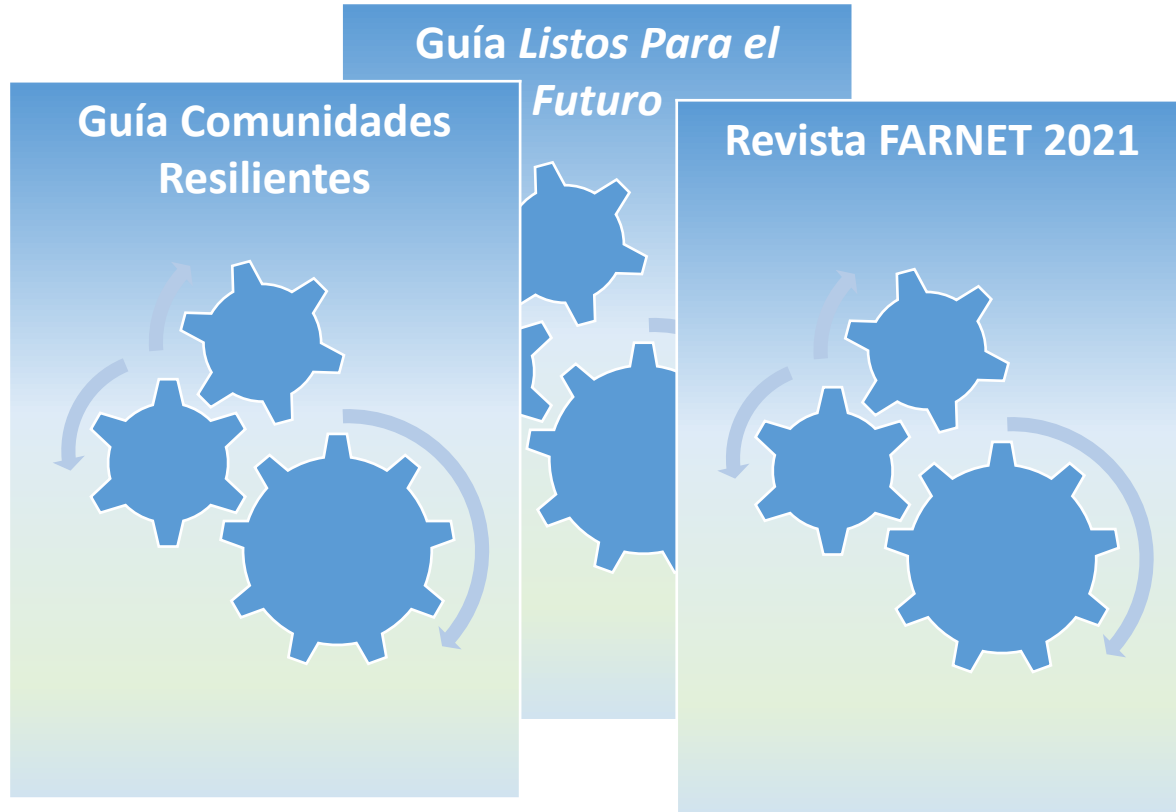 Guía Listos Para el
Futuro
Guía Comunidades
Resilientes
Revista FARNET 2021